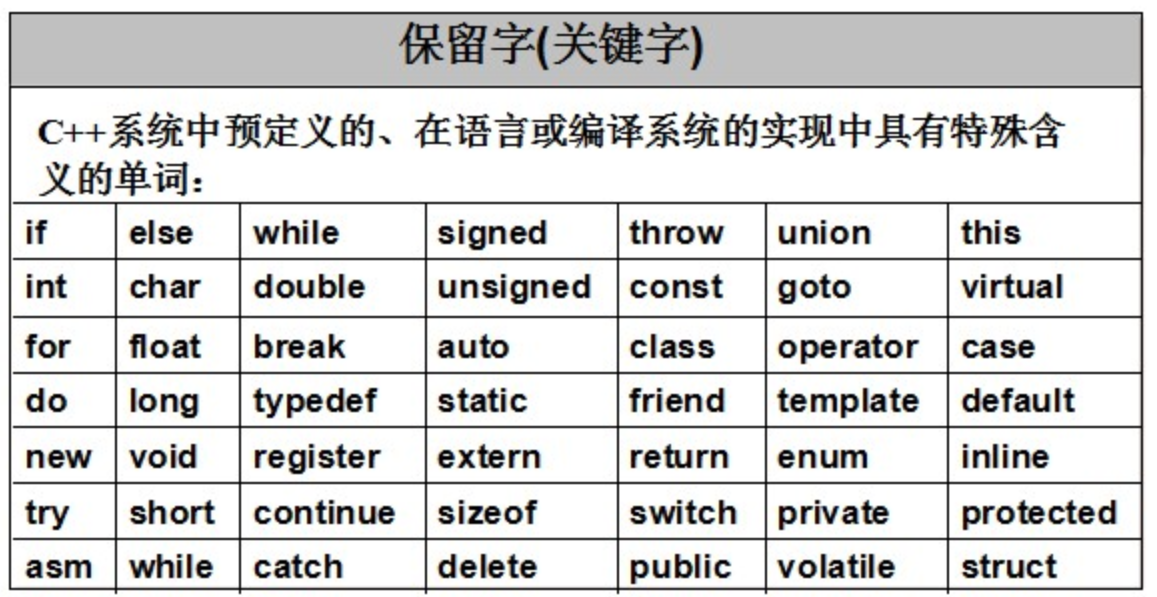 保留字(关键字)
C++系统中预定义的、在语言或编译系统的实现中具有特殊含
义的单词：
if else while signed throw union this
int char double unsigned const goto virtual
for float break auto class operator case
do long typedef static friend template default
new void register extern return enum inline
try short continue sizeof switch private protected
asm while catch delete public volatile struct